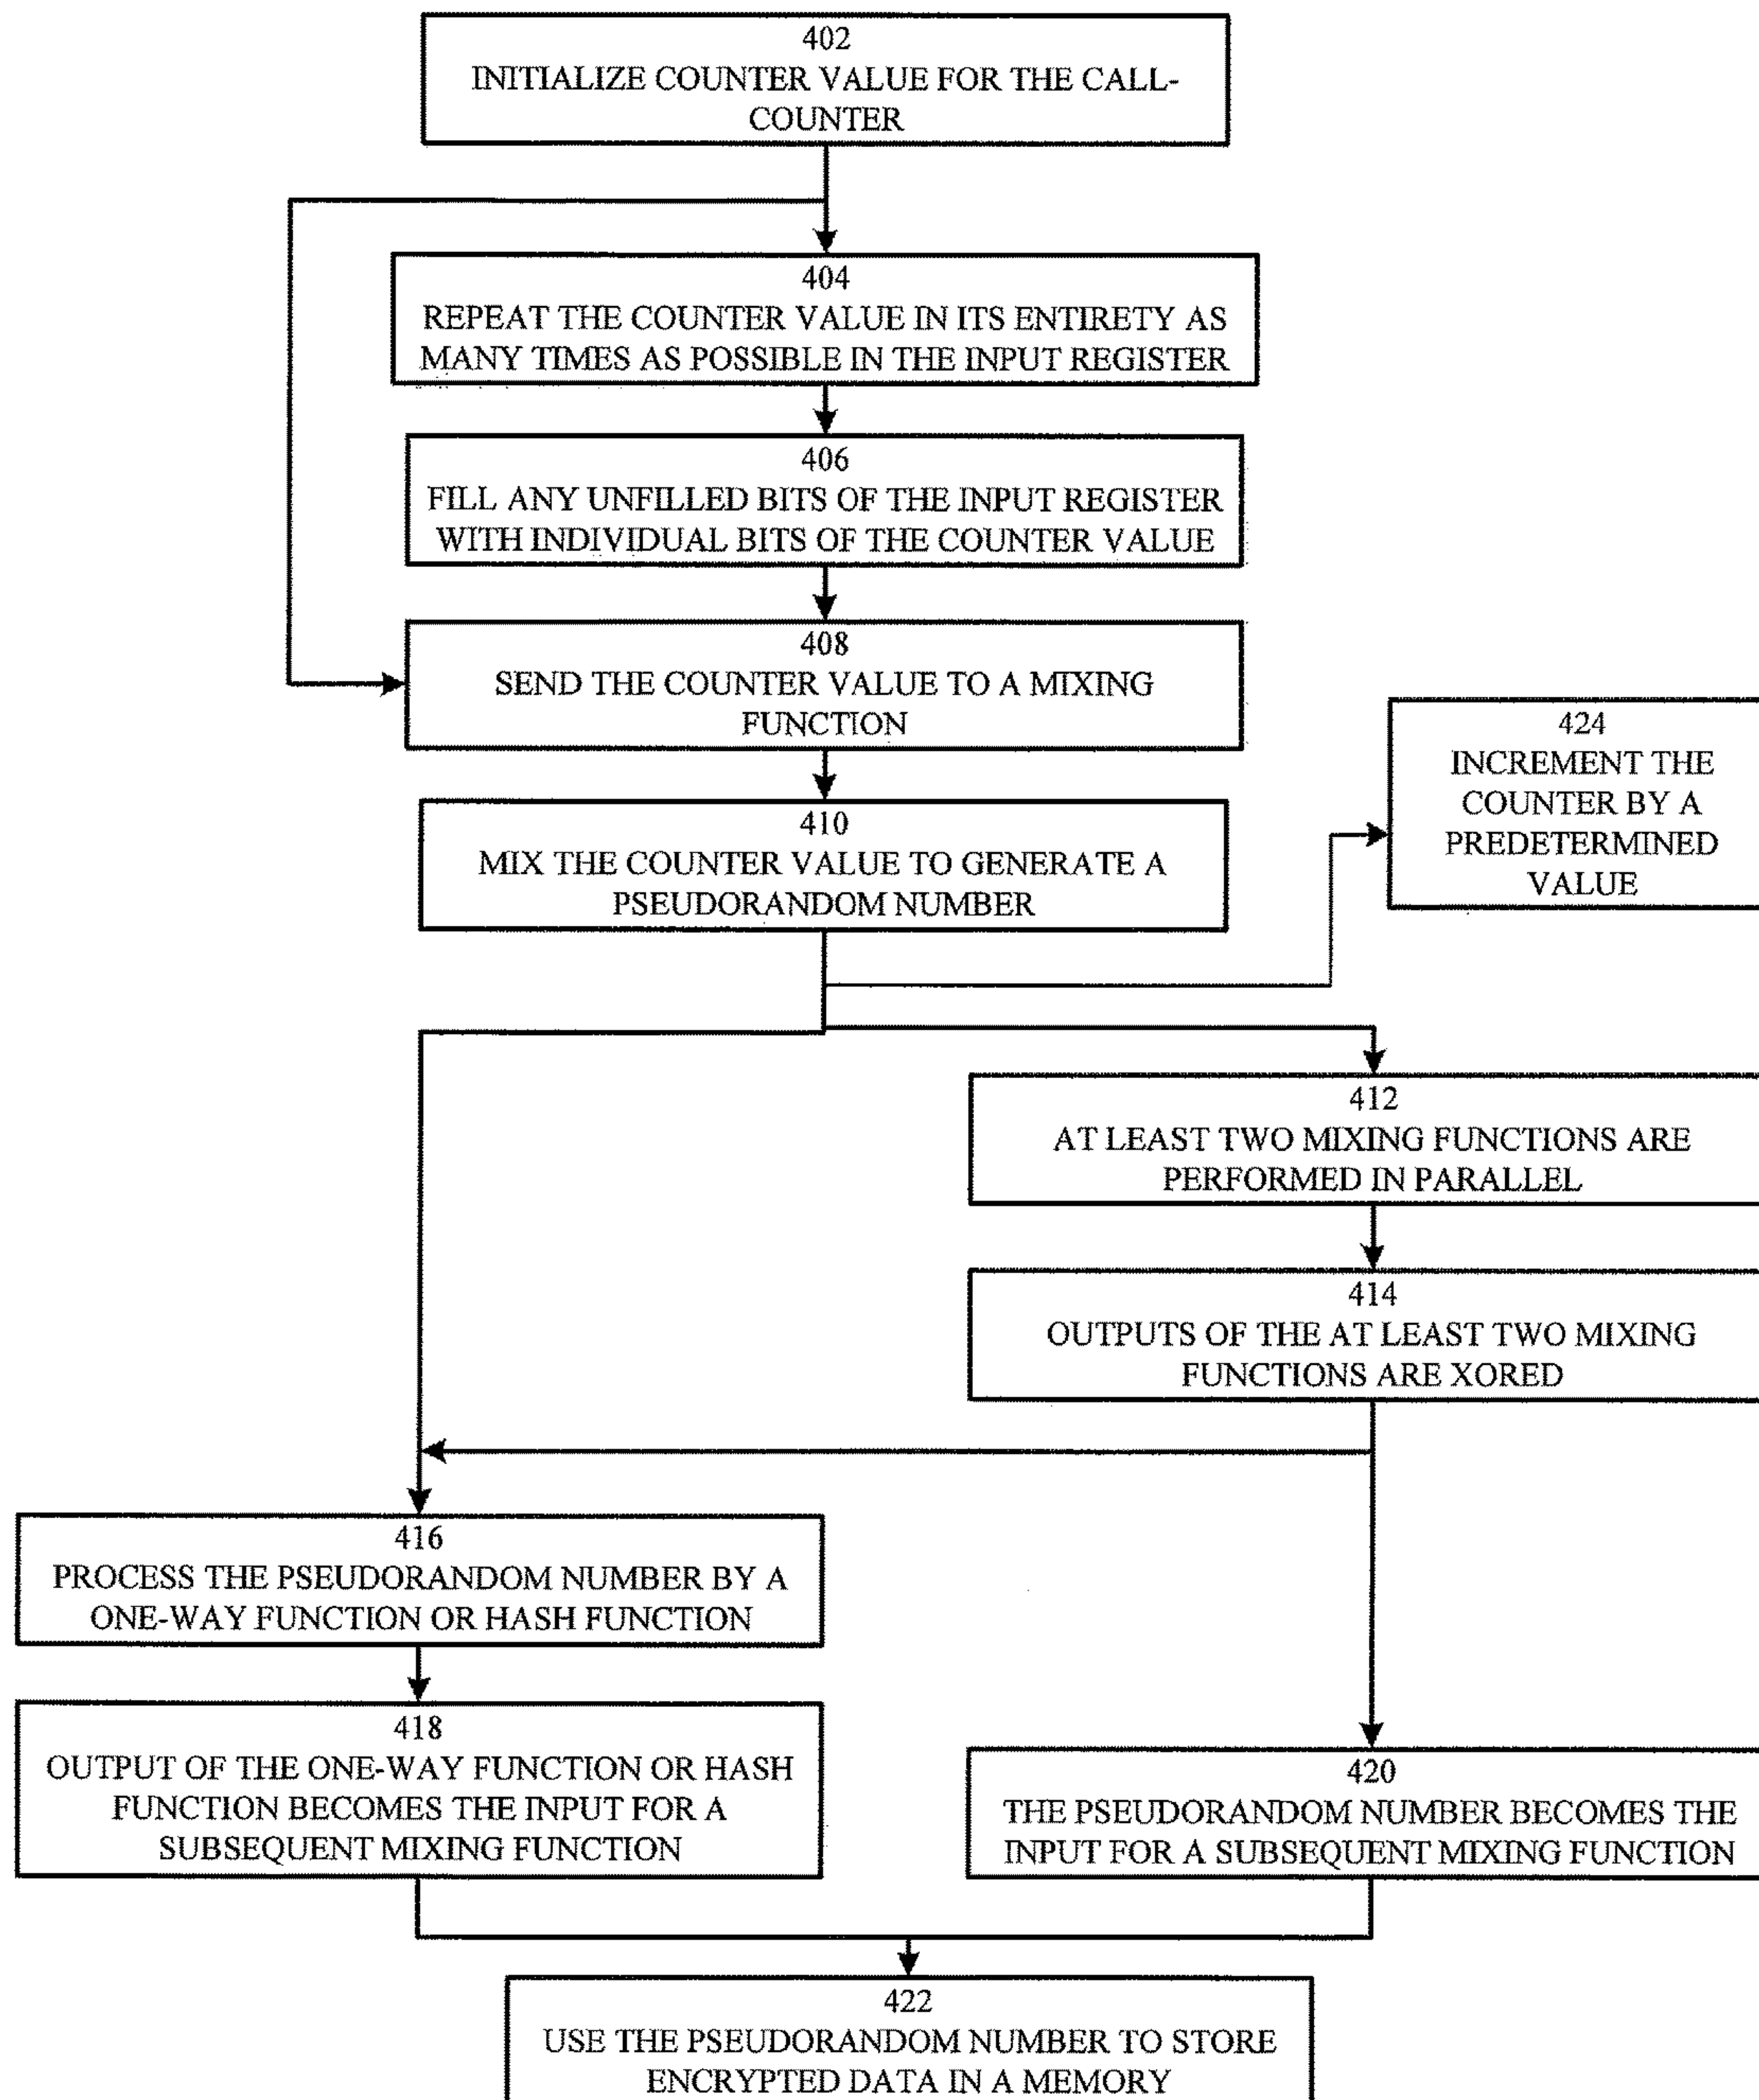 402
INITIALIZE COUNTER VALUE FOR THE CALL-
COUNTER
404
REPEAT THE COUNTER VALUE IN ITS ENTIRETY AS
MANY TIMES AS POSSIBLE IN THE INPUT REGISTER
406
FILL ANY UNFILLED BITS OF THE INPUT REGISTER
WITH INDIVIDUAL BITS OF THE COUNTER VALUE
408
SEND THE COUNTER VALUE TO A MIXING
FUNCTION
424
INCREMENT THE
COUNTER BY A
PREDETERMINED
VALUE
410
MIX THE COUNTER VALUE TO GENERATE A
PSEUDORANDOM NUMBER
412
AT LEAST TWO MIXING FUNCTIONS ARE
PERFORMED IN PARALLEL
414
OUTPUTS OF THE AT LEAST TWO MIXING
FUNCTIONS ARE XORED
416
PROCESS THE PSEUDORANDOM NUMBER BY A
ONE-WAY FUNCTION OR HASH FUNCTION
418
OUTPUT OF THE ONE-WAY FUNCTION OR HASH
FUNCTION BECOMES THE INPUT FOR A
SUBSEQUENT MIXING FUNCTION
420
THE PSEUDORANDOM NUMBER BECOMES THE
INPUT FOR A SUBSEQUENT MIXING FUNCTION
422
USE THE PSEUDORANDOM NUMBER TO STORE
ENCRYPTED DATA IN A MEMORY